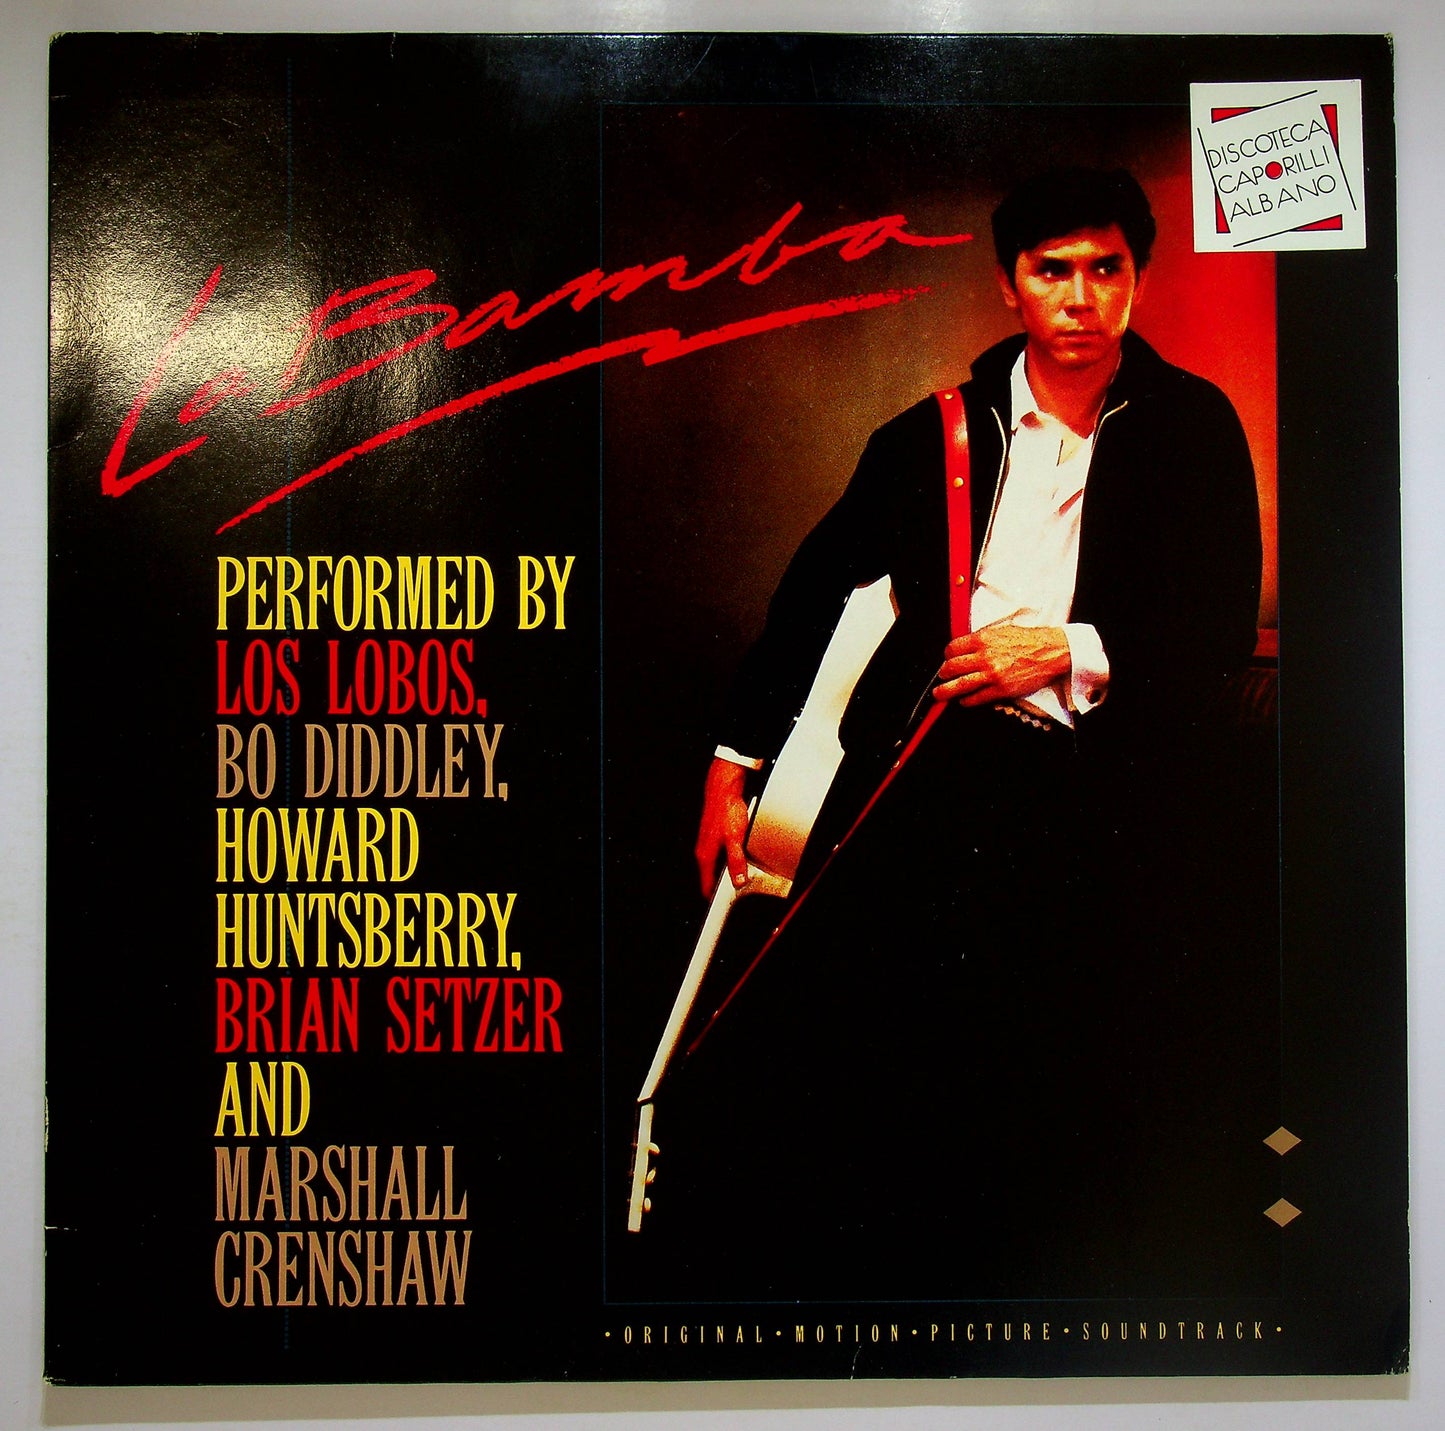 La Bamba
DISCOTECA
CAPORILLI
ALBANO
PERFORMED BY
LOS LOBOS,
BO DIDDLEY,
HOWARD
HUNTSBERRY,
BRIAN SETZER
AND
MARSHALL
CRENSHAW
•ORIGINAL•MOTION•PICTURE•SOUNDTRACK•